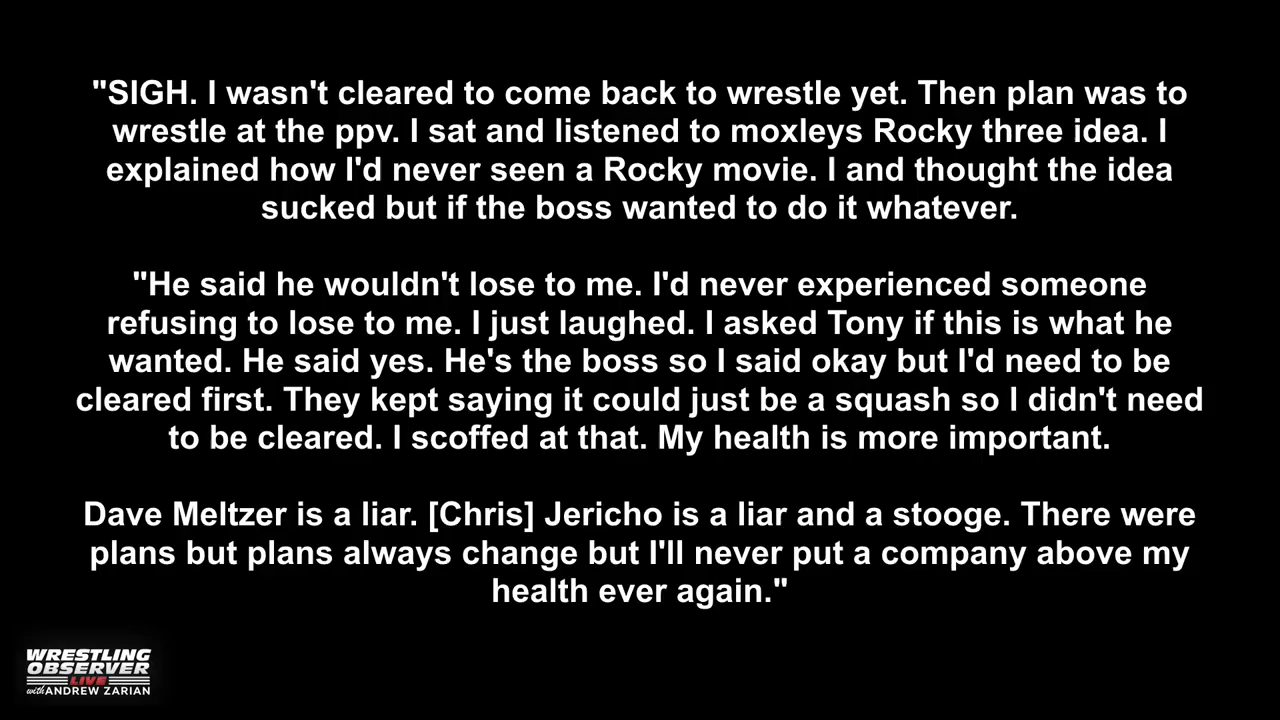 "SIGH. I wasn't cleared to come back to wrestle yet. Then plan was to
wrestle at the ppv. I sat and listened to moxleys Rocky three idea. I
explained how I'd never seen a Rocky movie. I and thought the idea
sucked but if the boss wanted to do it whatever.
"He said he wouldn't lose to me. I'd never experienced someone
refusing to lose to me. I just laughed. I asked Tony if this is what he
wanted. He said yes. He's the boss so I said okay but I'd need to be
cleared first. They kept saying it could just be a squash so I didn't need
to be cleared. I scoffed at that. My health is more important.
Dave Meltzer is a liar. [Chris] Jericho is a liar and a stooge. There were
plans but plans always change but I'll never put a company above my
health ever again."
WRESTLING
OBSERVER
LIVE
with ANDREW ZARIAN